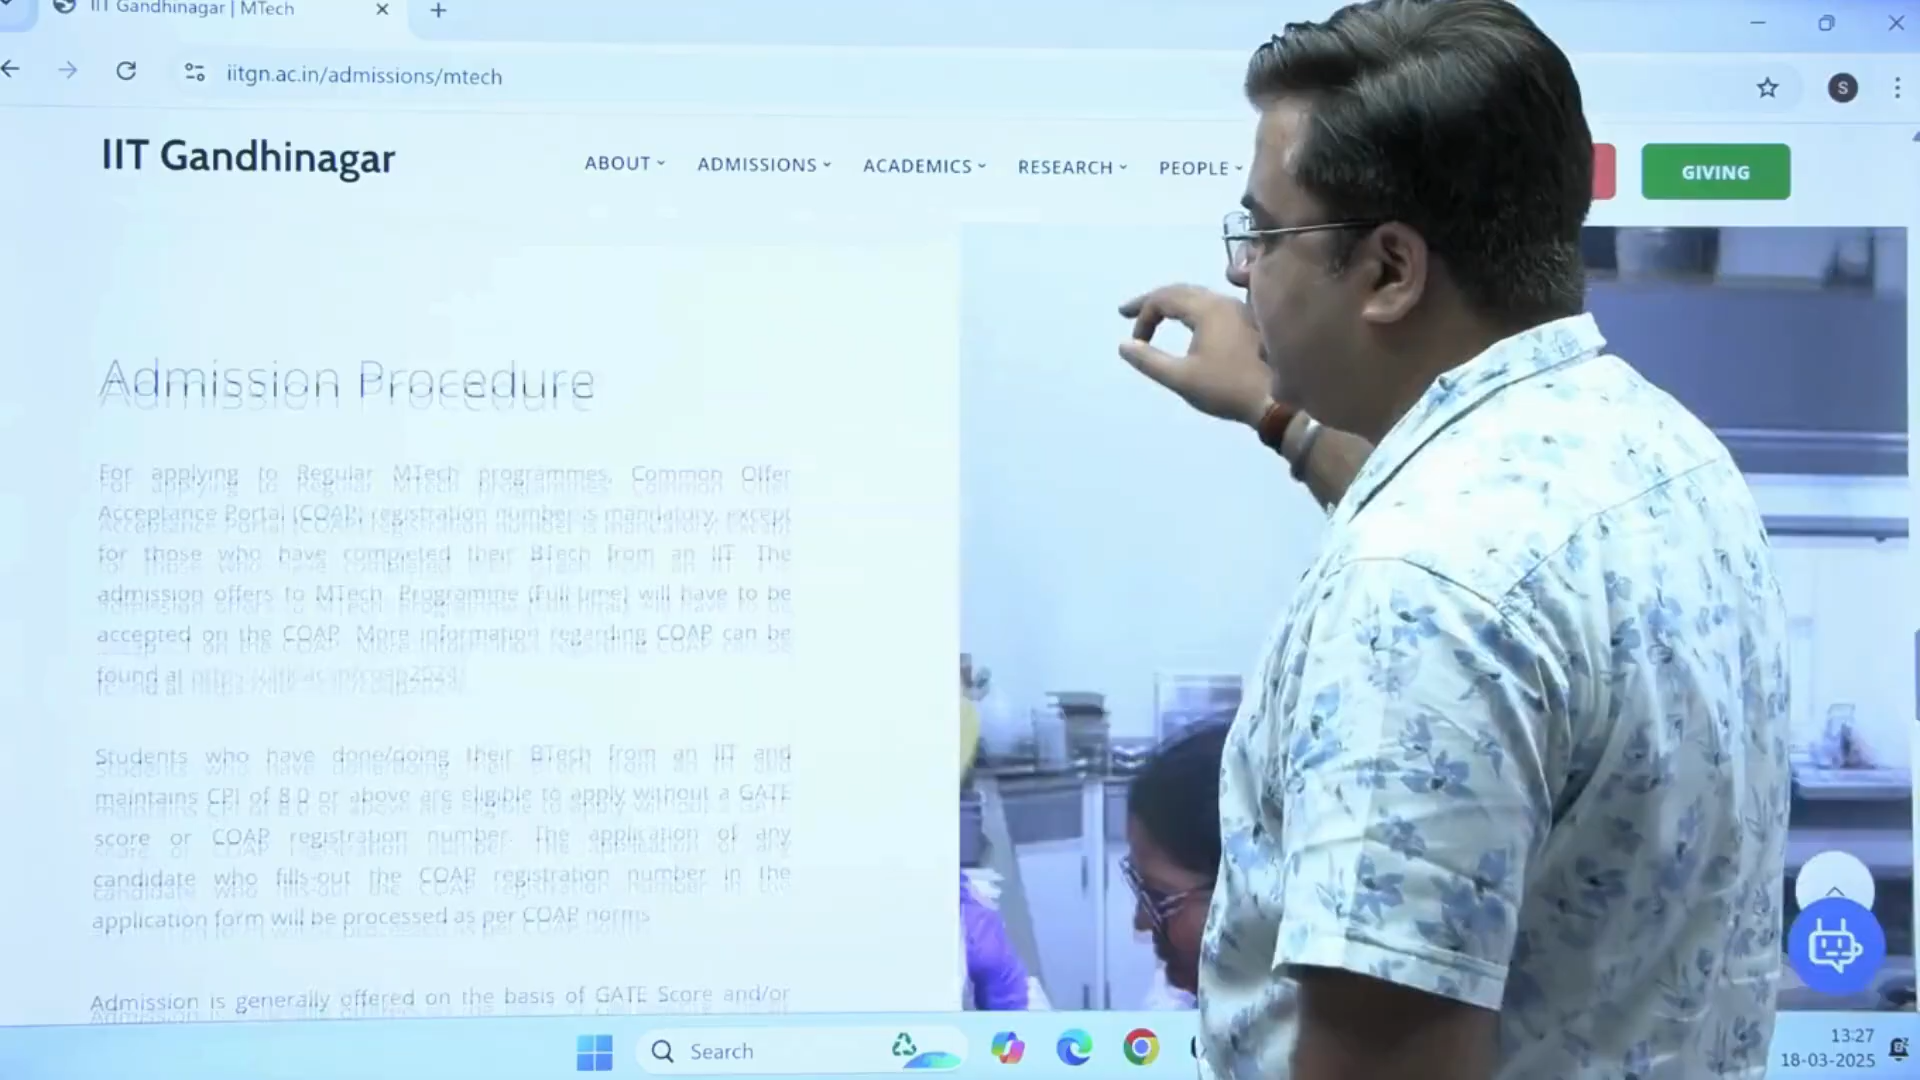 IIT Gandhinagar | MTech
iitgn.ac.in/admissions/mtech
S
IIT Gandhinagar
ABOUT
ADMISSIONS
ACADEMICS
RESEARCH
PEOPLE
GIVING
Admission Procedure
For applying to Regular MTech programmes, Common Offer
Acceptance Portal (COAP) registration number is mandatory, except
for those who have completed their BTech from an IIT. The
admission offers to MTech Programme (Full-time) will have to be
accepted on the COAP. More information regarding COAP can be
found at
Students who have done/doing their BTech from an IIT and
maintains CPI of 8.0 or above are eligible to apply without a GATE
score or COAP registration number. The application of any
candidate who fills-out the COAP registration number in the
application form will be processed as per COAP norms
Admission is generally offered on the basis of GATE Score and/or
Search
13:27
18-03-2025